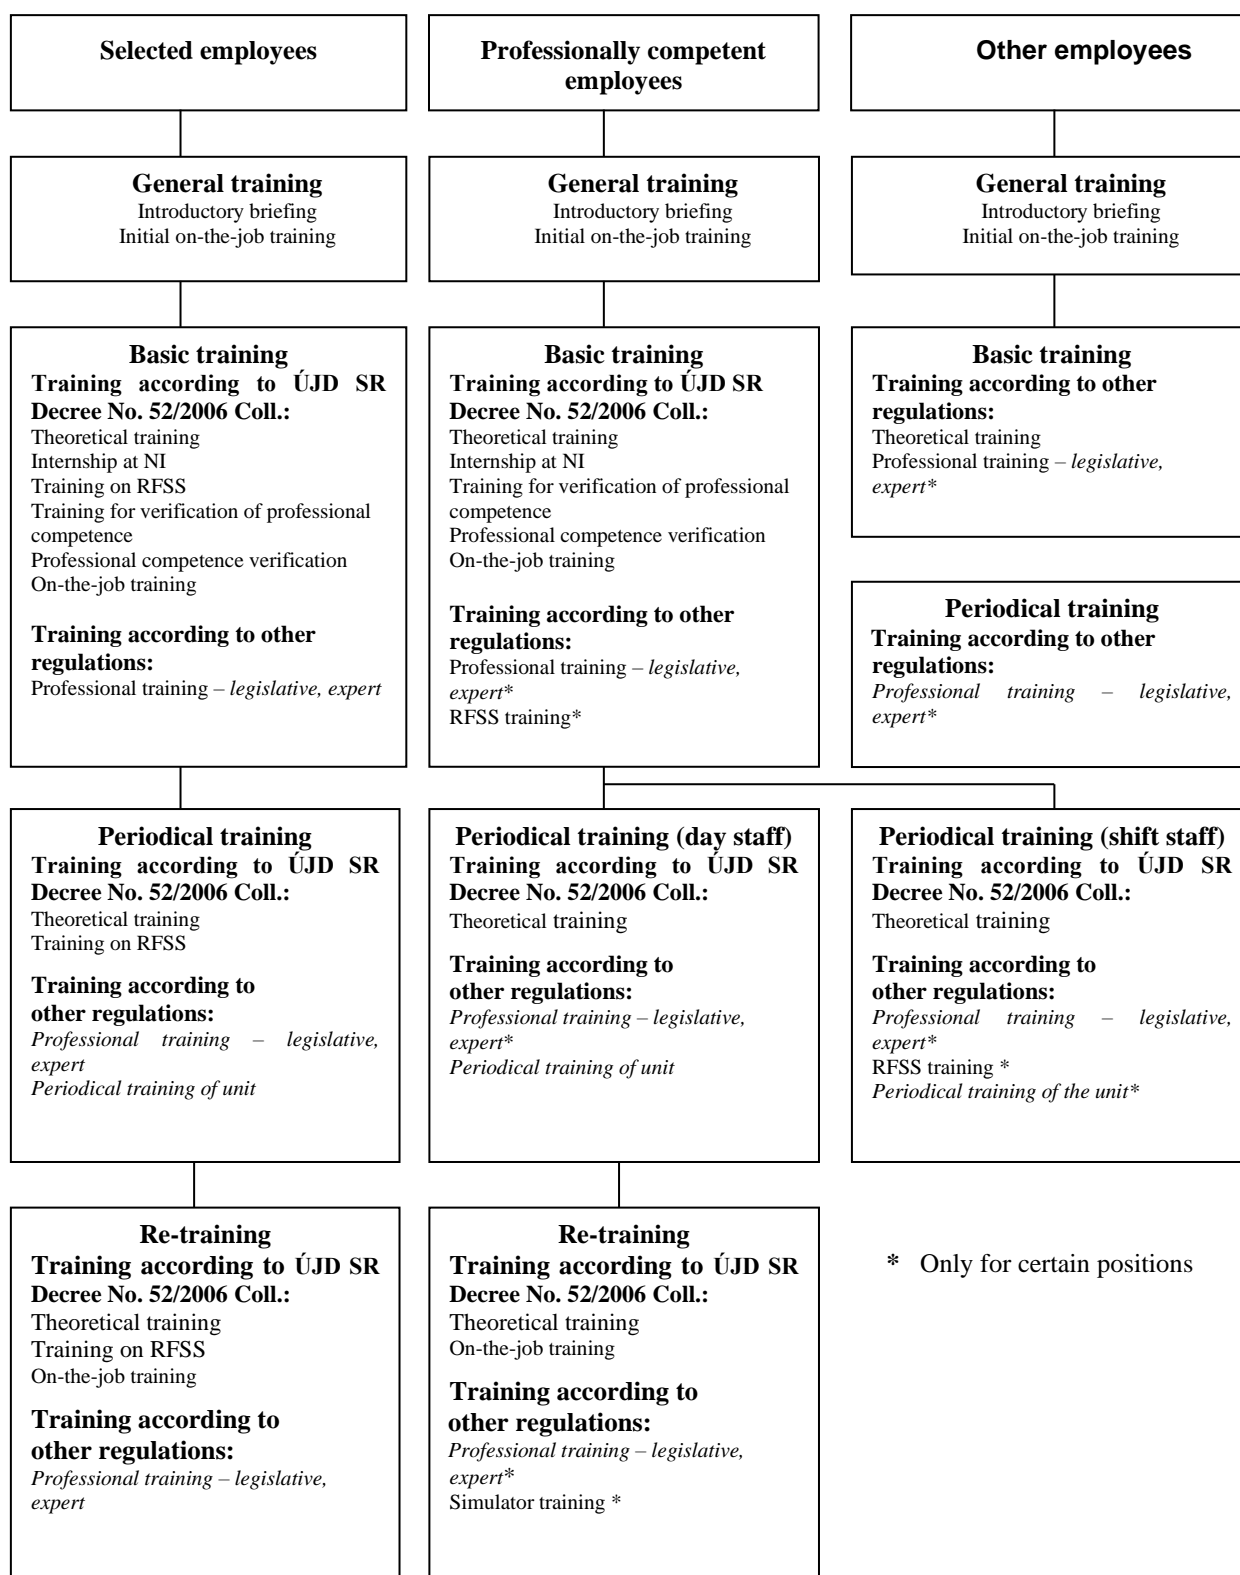 Selected employees
Professionally competent
employees
Other employees
General training
Introductory briefing
Initial on-the-job training
General training
Introductory briefing
Initial on-the-job training
General training
Introductory briefing
Initial on-the-job training
Basic training
Training according to ÚJD SR
Decree No. 52/2006 Coll.:
Theoretical training
Internship at NI
Training on RFSS
Training for verification of professional
competence
Professional competence verification
On-the-job training
Training according to other
regulations:
Professional training – legislative, expert
Basic training
Training according to ÚJD SR
Decree No. 52/2006 Coll.:
Theoretical training
Internship at NI
Training for verification of professional
competence
Professional competence verification
On-the-job training
Training according to other
regulations:
Professional training – legislative,
expert*
RFSS training*
Basic training
Training according to other
regulations:
Theoretical training
Professional training – legislative,
expert*
Periodical training
Training according to other
regulations:
Professional training – legislative,
expert*
Periodical training
Training according to ÚJD SR
Decree No. 52/2006 Coll.:
Theoretical training
Training on RFSS
Training according to
other regulations:
Professional training – legislative,
expert
Periodical training of unit
Periodical training (day staff)
Training according to ÚJD SR
Decree No. 52/2006 Coll.:
Theoretical training
Training according to
other regulations:
Professional training – legislative,
expert*
Periodical training of unit
Periodical training (shift staff)
Training according to ÚJD SR
Decree No. 52/2006 Coll.:
Theoretical training
Training according to
other regulations:
Professional training – legislative,
expert*
RFSS training *
Periodical training of the unit*
Re-training
Training according to ÚJD SR
Decree No. 52/2006 Coll.:
Theoretical training
Training on RFSS
On-the-job training
Training according to
other regulations:
Professional training – legislative,
expert
Re-training
Training according to ÚJD SR
Decree No. 52/2006 Coll.:
Theoretical training
On-the-job training
Training according to
other regulations:
Professional training – legislative,
expert*
Simulator training *
* Only for certain positions